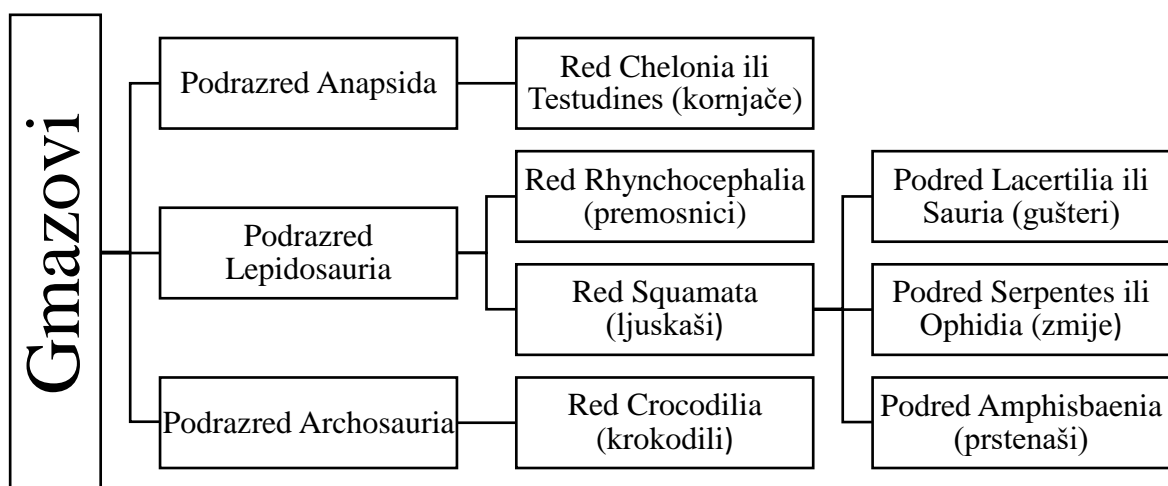 Gmazovi
Podrazred Anapsida
Red Chelonia ili
Testudines (kornjače)
Podrazred
Lepidosauria
Red Rhynchocephalia
(premosnici)
Red Squamata
(ljuskaši)
Podred Lacertilia ili
Sauria (gušteri)
Podred Serpentes ili
Ophidia (zmije)
Podred Amphisbaenia
(prstenaši)
Podrazred Archosauria
Red Crocodilia
(krokodili)